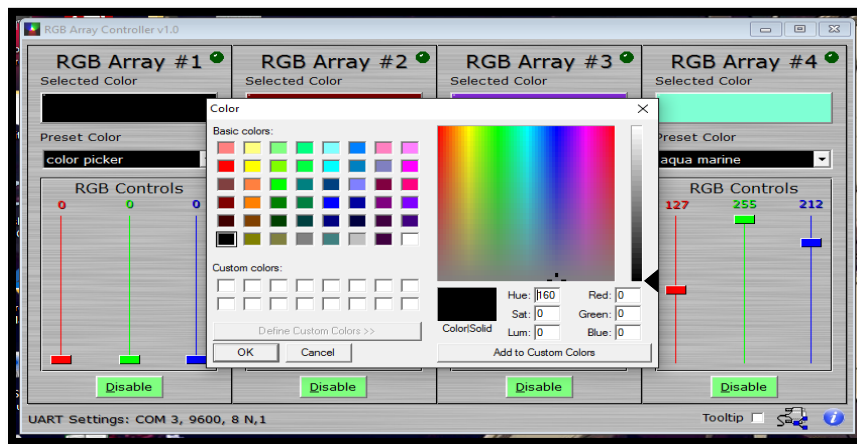 RGB Array Controller v1.0
RGB Array #1
RGB Array #2
RGB Array #3
RGB Array #4
Selected Color
Selected Color
Selected Color
Selected Color
Color
Basic colors:
Preset Color
Preset Color
color picker
aqua marine
RGB Controls
RGB Controls
0 0 0
127 255 212
Custom colors:
Define Custom Colors >>
OK Cancel
Color|Solid
Hue: 160 Red: 0
Sat: 0 Green: 0
Lum: 0 Blue: 0
Add to Custom Colors
Disable
Disable
Disable
Disable
UART Settings: COM 3, 9600, 8 N,1
Tooltip